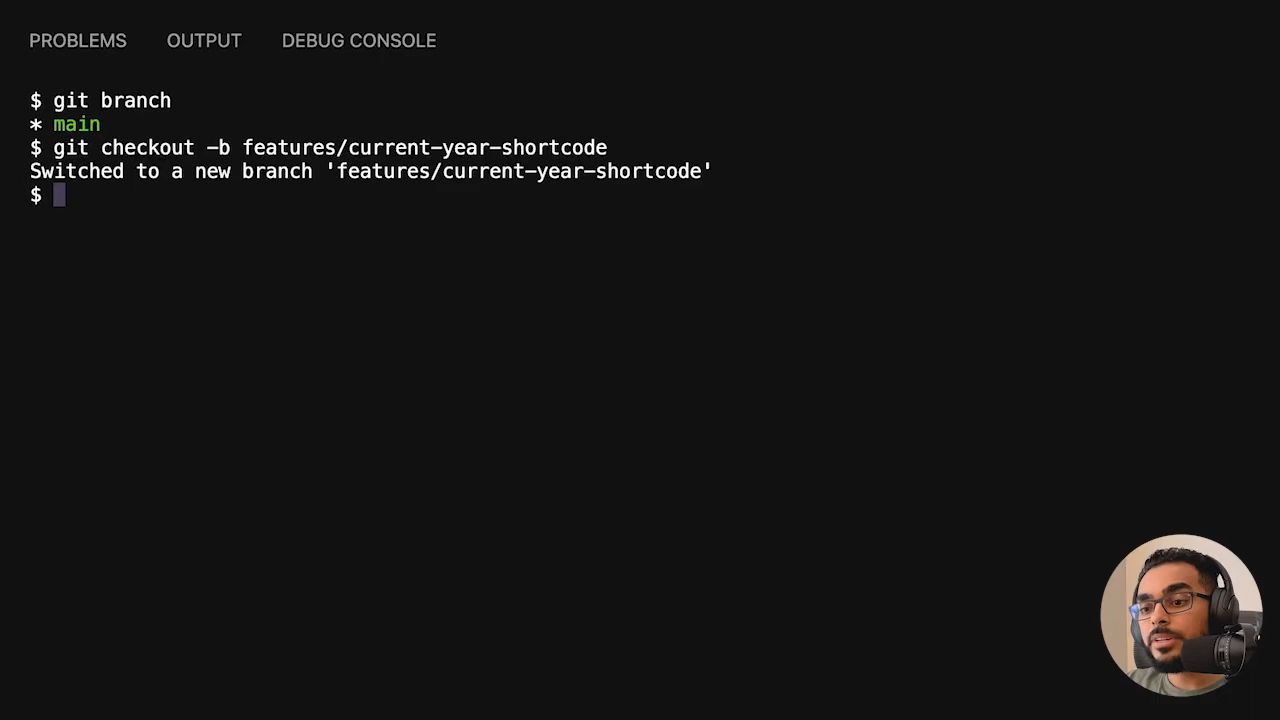 PROBLEMS OUTPUT DEBUG CONSOLE
$ git branch
* main
$ git checkout -b features/current-year-shortcode
Switched to a new branch 'features/current-year-shortcode'
$